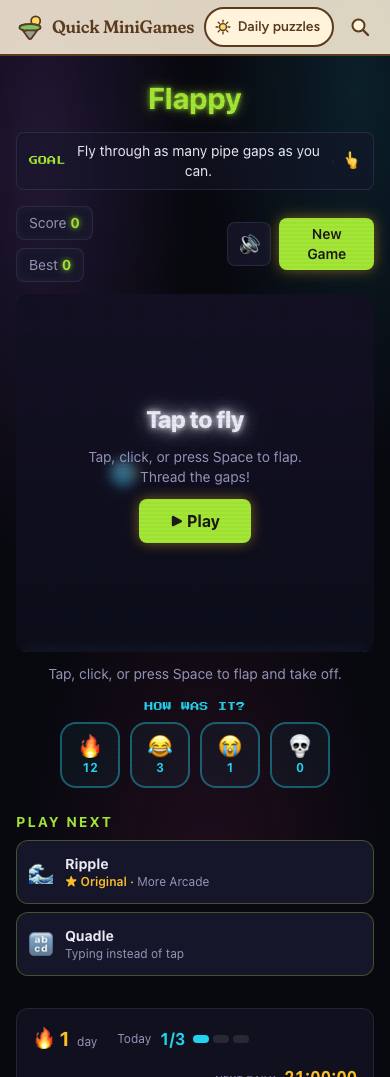 Quick MiniGames
Daily puzzles
Flappy
GOAL
Fly through as many pipe gaps as you
can.
Score 0
Best 0
New
Game
Tap to fly
Tap, click, or press Space to flap.
Thread the gaps!
Play
Tap, click, or press Space to flap and take off.
HOW WAS IT?
12
3
1
0
PLAY NEXT
Ripple
Original · More Arcade
abcd
Quadle
Typing instead of tap
1 day
Today 1/3
21:00:00